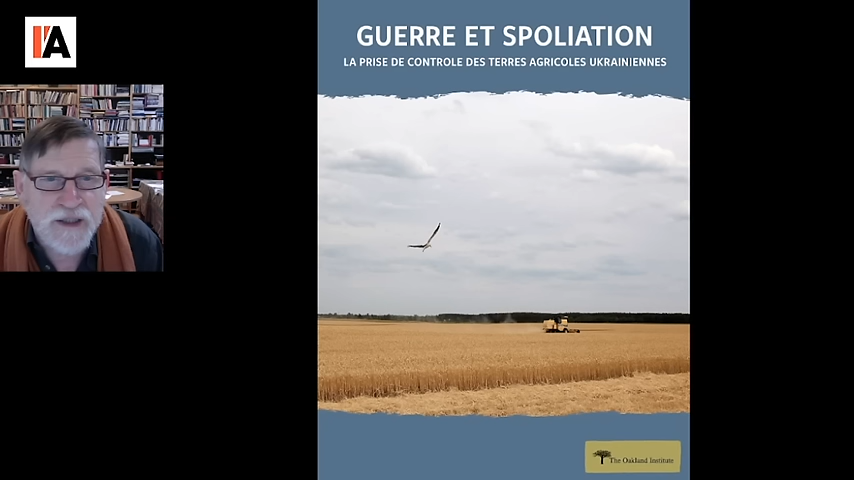 I'A
GUERRE ET SPOLIATION
LA PRISE DE CONTROLE DES TERRES AGRICOLES UKRAINIENNES
The Oakland Institute